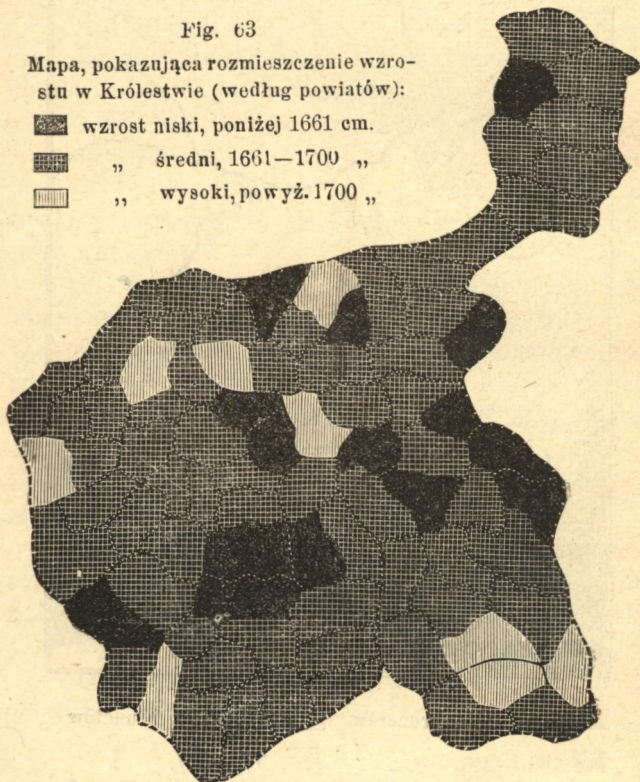 Fig. 63
Mapa, pokazująca rozmieszczenie wzro-
stu w Królestwie (według powiatów):
wzrost niski, poniżej 1661 cm.
„ średni, 1661—1700 „
„ wysoki, powyż. 1700 „